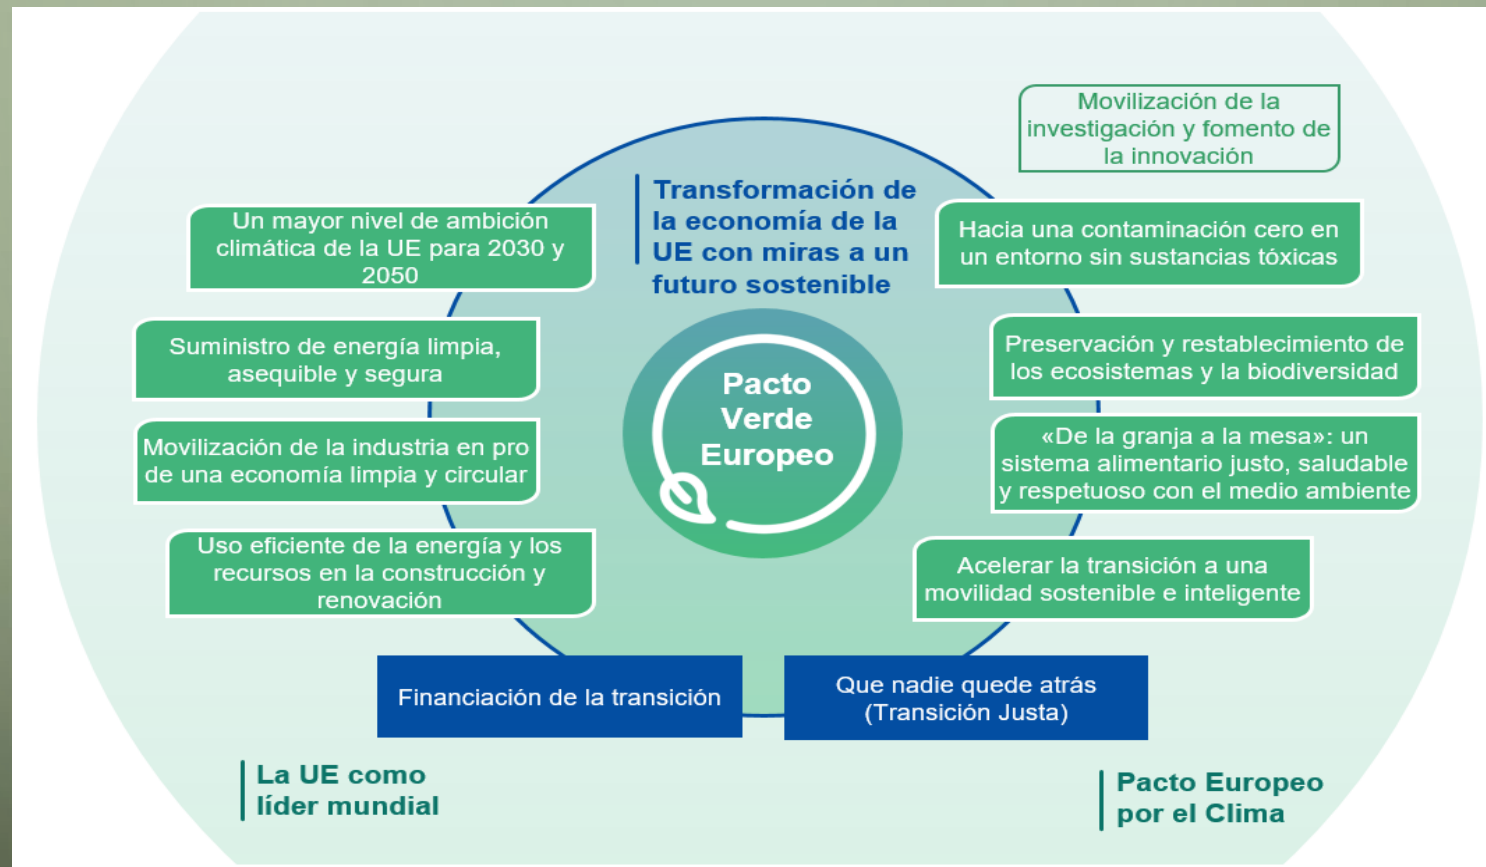 Movilización de la
investigación y fomento de
la innovación
Transformación de
la economía de la
UE con miras a un
futuro sostenible
Un mayor nivel de ambición
climática de la UE para 2030 y
2050
Hacia una contaminación cero en
un entorno sin sustancias tóxicas
Suministro de energía limpia,
asequible y segura
Preservación y restablecimiento de
los ecosistemas y la biodiversidad
Pacto
Verde
Europeo
Movilización de la industria en pro
de una economía limpia y circular
«De la granja a la mesa»: un
sistema alimentario justo, saludable
y respetuoso con el medio ambiente
Uso eficiente de la energía y los
recursos en la construcción y
renovación
Acelerar la transición a una
movilidad sostenible e inteligente
Financiación de la transición
Que nadie quede atrás
(Transición Justa)
La UE como
líder mundial
Pacto Europeo
por el Clima